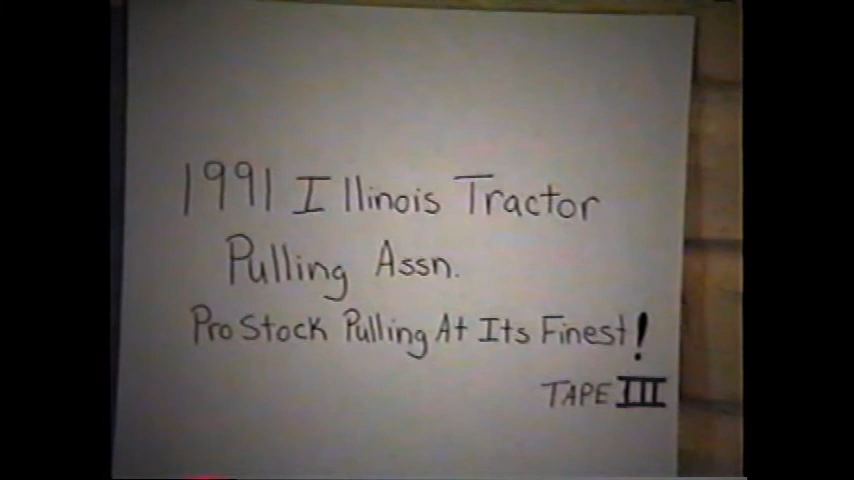 1991 Illinois Tractor
Pulling Assn.
Pro Stock Pulling At Its Finest!
TAPE III